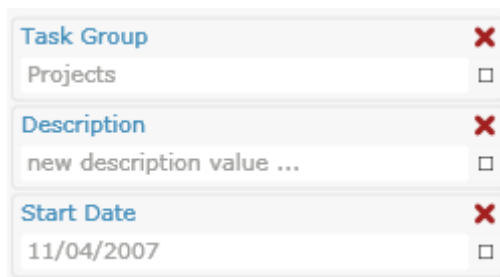 Task Group
Projects
Description
new description value ...
Start Date
11/04/2007